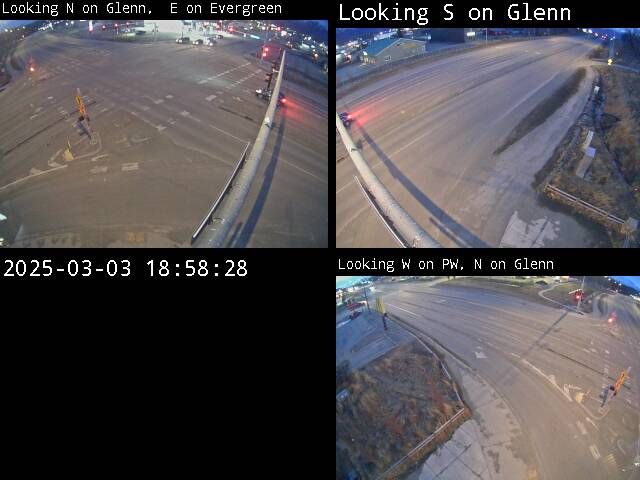 Looking N on Glenn,  E on Evergreen
Looking S on Glenn
2025-03-03 18:58:28
Looking W on PW, N on Glenn